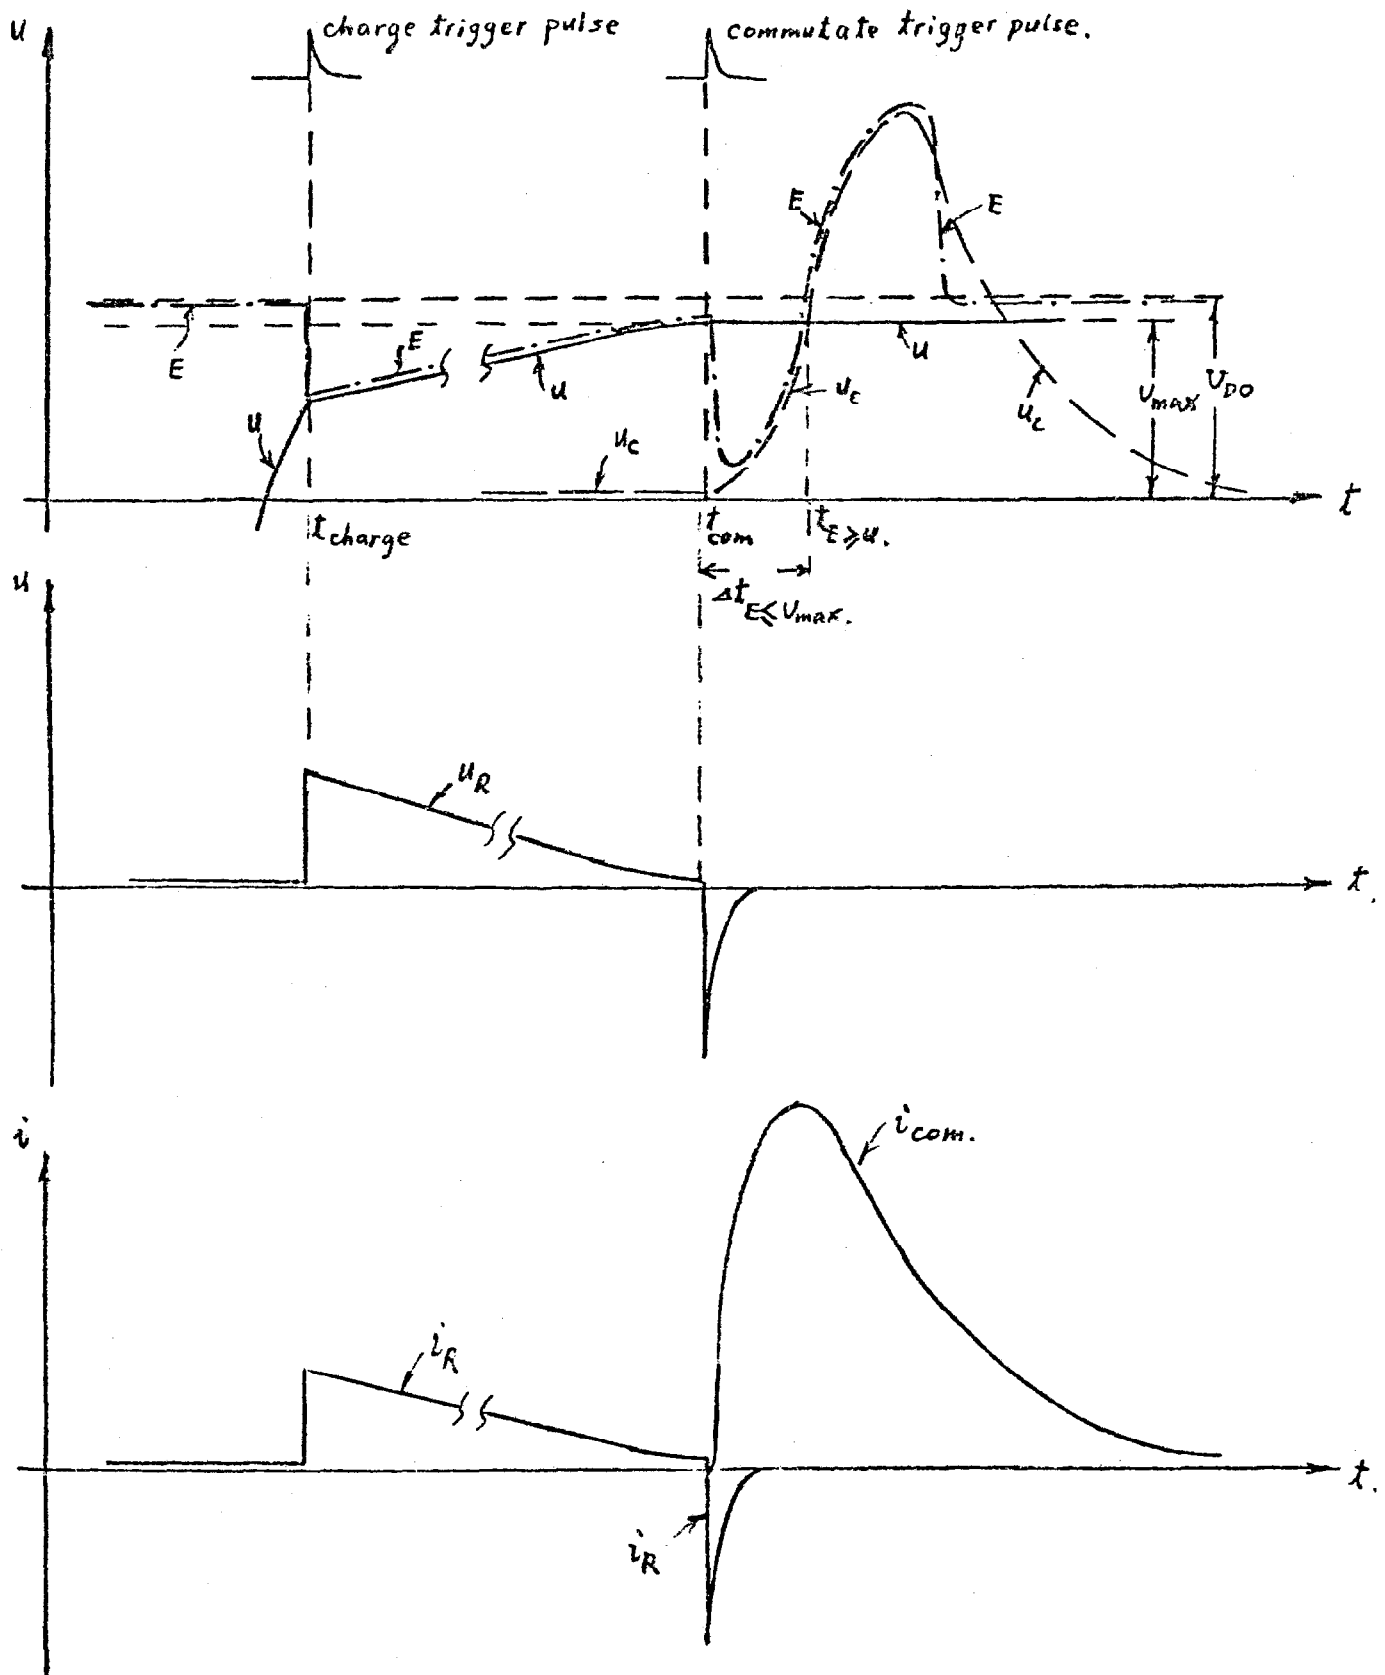 u
charge trigger pulse
commutate trigger pulse.
E
E
E
E
u
u
u
u_c
u_c
u_c
U_max
U_DO
t
t_charge
t_com
t_E≥u.
Δt_E≤U_max.
u
u_R
t.
i
i_com.
i_R
t.
i_R